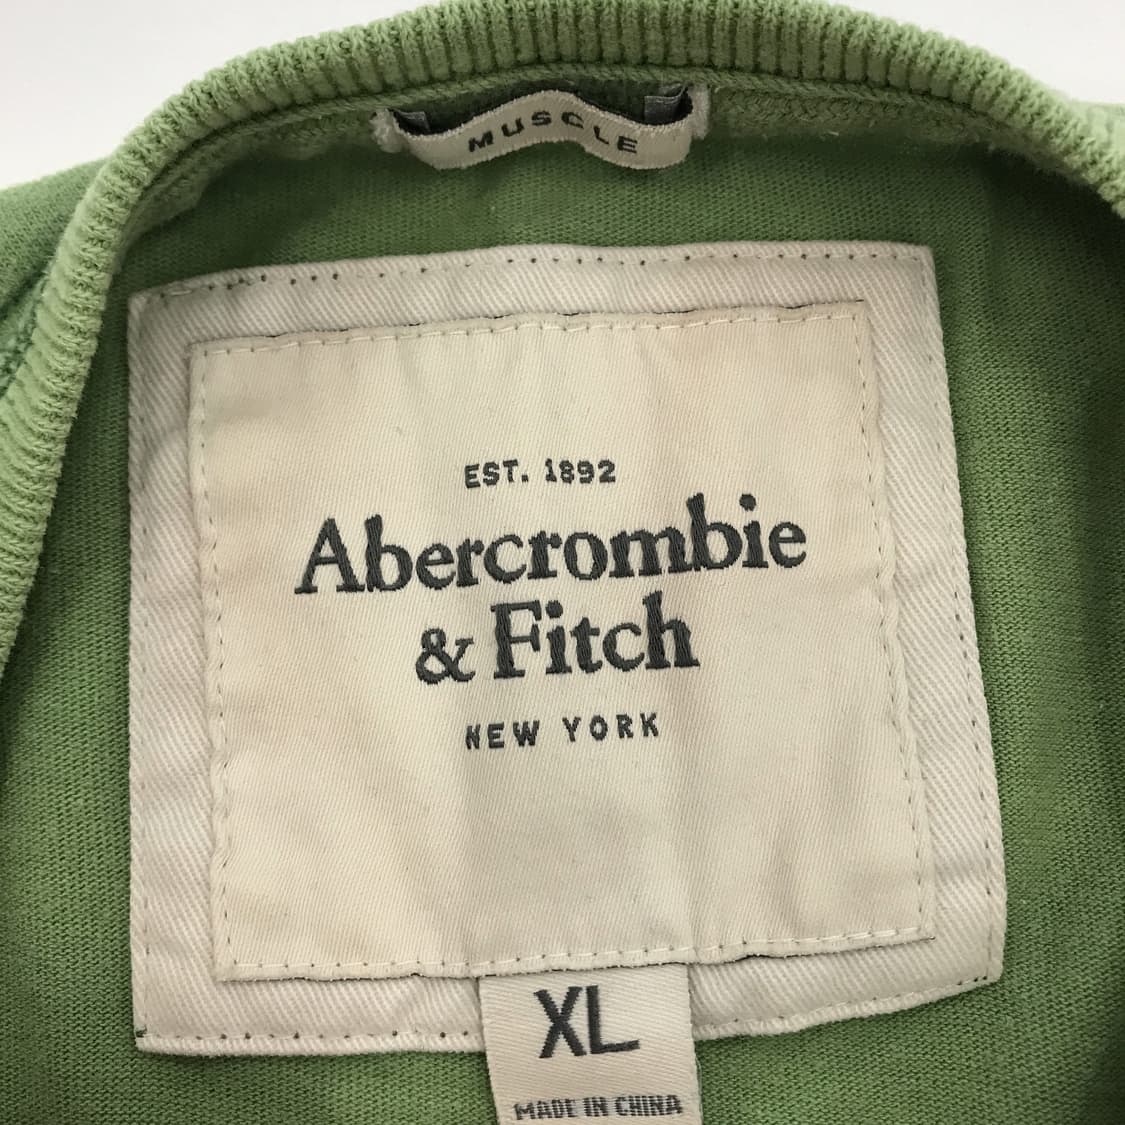 MUSCLE
EST. 1892
Abercrombie
& Fitch
NEW YORK
XL
MADE IN CHINA